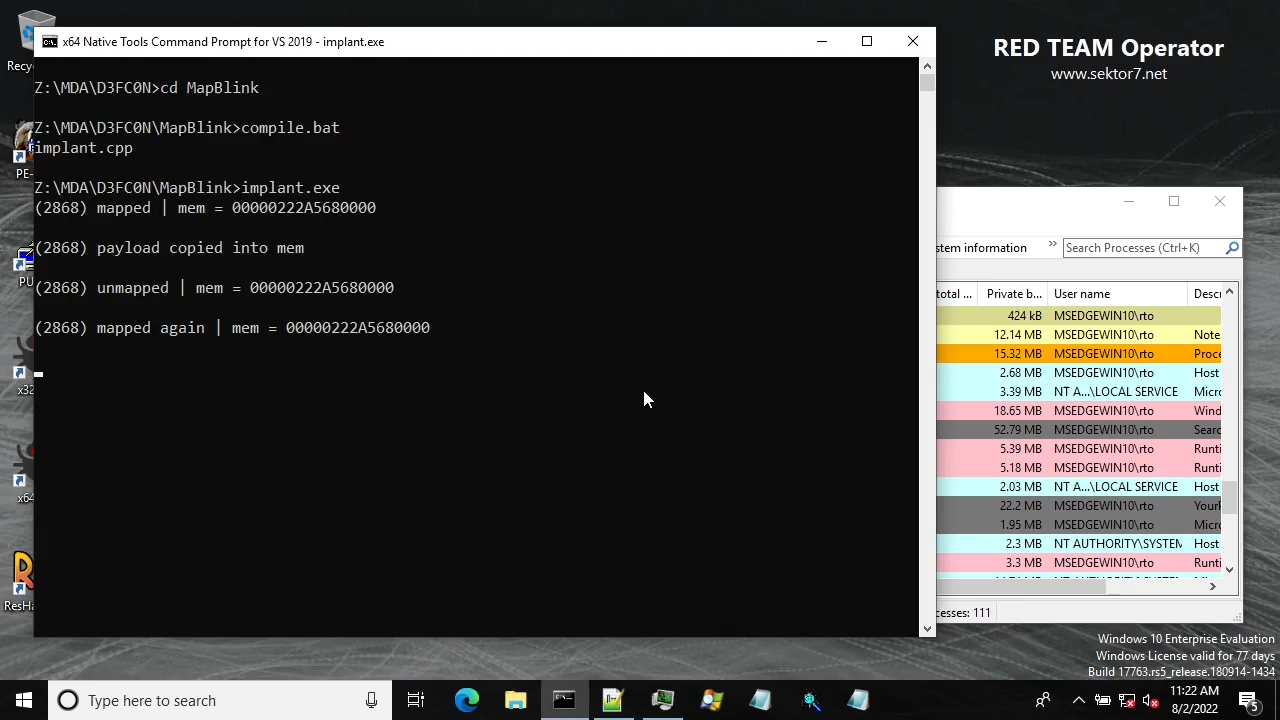 Recy
PE-
PU
x32
x64
ResHa
x64 Native Tools Command Prompt for VS 2019 - implant.exe
Z:\MDA\D3FC0N>cd MapBlink
Z:\MDA\D3FC0N\MapBlink>compile.bat
implant.cpp
Z:\MDA\D3FC0N\MapBlink>implant.exe
(2868) mapped | mem = 00000222A5680000
(2868) payload copied into mem
(2868) unmapped | mem = 00000222A5680000
(2868) mapped again | mem = 00000222A5680000
RED TEAM Operator
www.sektor7.net
stem information » Search Processes (Ctrl+K)
total ... Private b... User name Descr
424 kB MSEDGEWIN10\rto
12.14 MB MSEDGEWIN10\rto Note
15.32 MB MSEDGEWIN10\rto Proce
2.68 MB MSEDGEWIN10\rto Host
3.39 MB NT A...\LOCAL SERVICE Micro
18.65 MB MSEDGEWIN10\rto Wind
52.79 MB MSEDGEWIN10\rto Searc
5.39 MB MSEDGEWIN10\rto Runti
5.18 MB MSEDGEWIN10\rto Runti
2.03 MB NT A...\LOCAL SERVICE Host
22.2 MB MSEDGEWIN10\rto YourP
1.95 MB MSEDGEWIN10\rto Micro
2.3 MB NT AUTHORITY\SYSTEM Host
3.3 MB MSEDGEWIN10\rto Runti
cesses: 111
Windows 10 Enterprise Evaluation
Windows License valid for 77 days
Build 17763.rs5_release.180914-1434
Type here to search
11:22 AM
8/2/2022
5